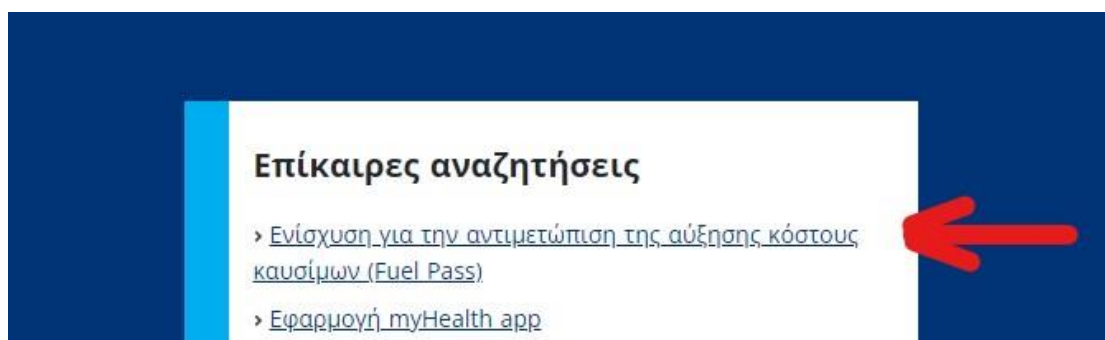 Επίκαιρες αναζητήσεις
› Ενίσχυση για την αντιμετώπιση της αύξησης κόστους
καυσίμων (Fuel Pass)
› Εφαρμογή myHealth app